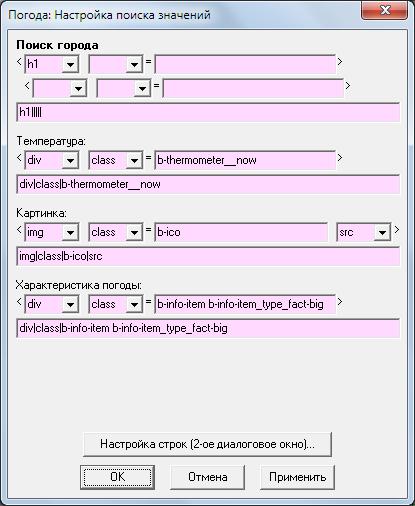 Погода: Настройка поиска значений
Поиск города
< h1 = >
< = >
h1|||||
Температура:
< div class = b-thermometer__now >
div|class|b-thermometer__now
Картинка:
< img class = b-ico src >
img|class|b-ico|src
Характеристика погоды:
< div class = b-info-item b-info-item_type_fact-big >
div|class|b-info-item b-info-item_type_fact-big
Настройка строк (2-ое диалоговое окно)...
OK Отмена Применить